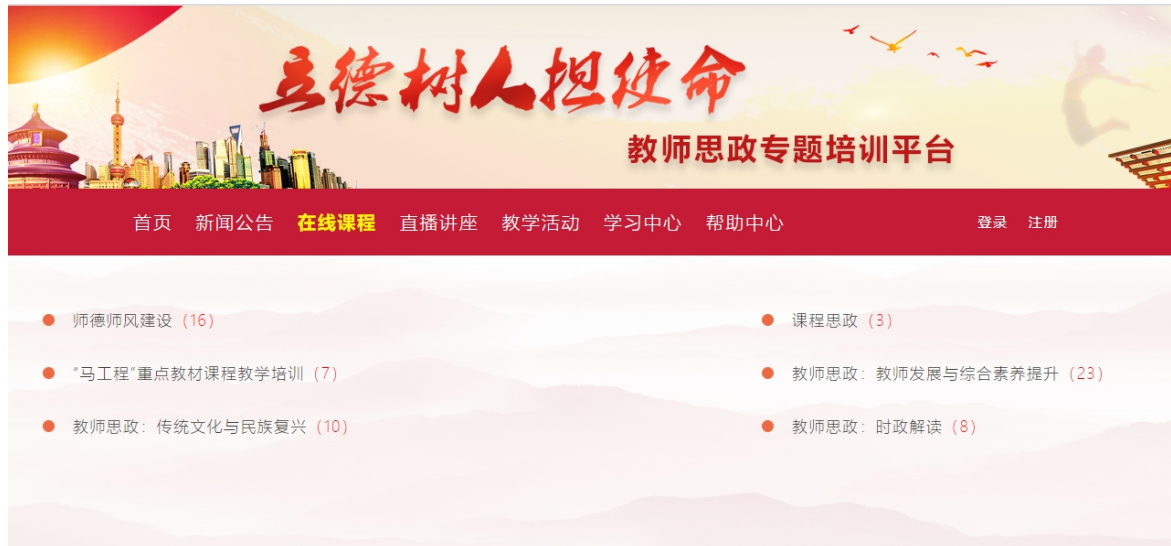 立德树人担使命
教师思政专题培训平台
首页 新闻公告 在线课程 直播讲座 教学活动 学习中心 帮助中心 登录 注册
师德师风建设（16） 课程思政（3）
“马工程“重点教材课程教学培训（7） 教师思政：教师发展与综合素养提升（23）
教师思政：传统文化与民族复兴（10） 教师思政：时政解读（8）